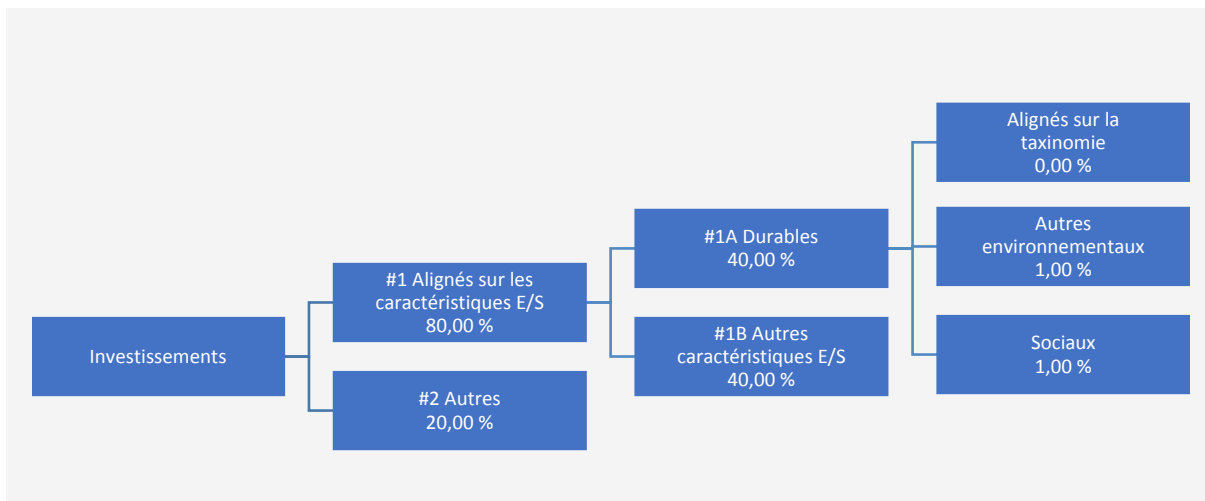 Investissements
#1 Alignés sur les
caractéristiques E/S
80,00 %
#2 Autres
20,00 %
#1A Durables
40,00 %
#1B Autres
caractéristiques E/S
40,00 %
Alignés sur la
taxinomie
0,00 %
Autres
environnementaux
1,00 %
Sociaux
1,00 %